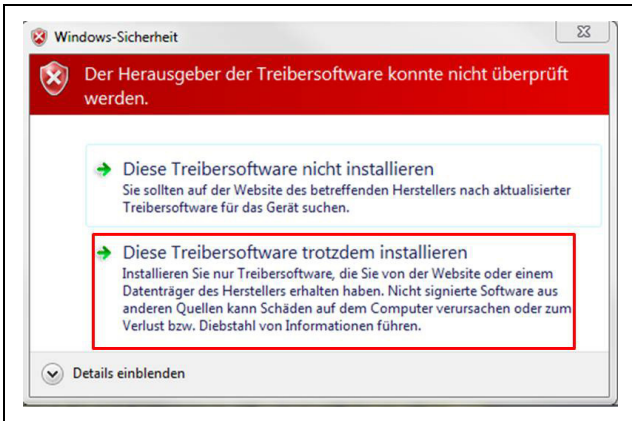 Windows-Sicherheit
Der Herausgeber der Treibersoftware konnte nicht überprüft
werden.
Diese Treibersoftware nicht installieren
Sie sollten auf der Website des betreffenden Herstellers nach aktualisierter
Treibersoftware für das Gerät suchen.
Diese Treibersoftware trotzdem installieren
Installieren Sie nur Treibersoftware, die Sie von der Website oder einem
Datenträger des Herstellers erhalten haben. Nicht signierte Software aus
anderen Quellen kann Schäden auf dem Computer verursachen oder zum
Verlust bzw. Diebstahl von Informationen führen.
Details einblenden